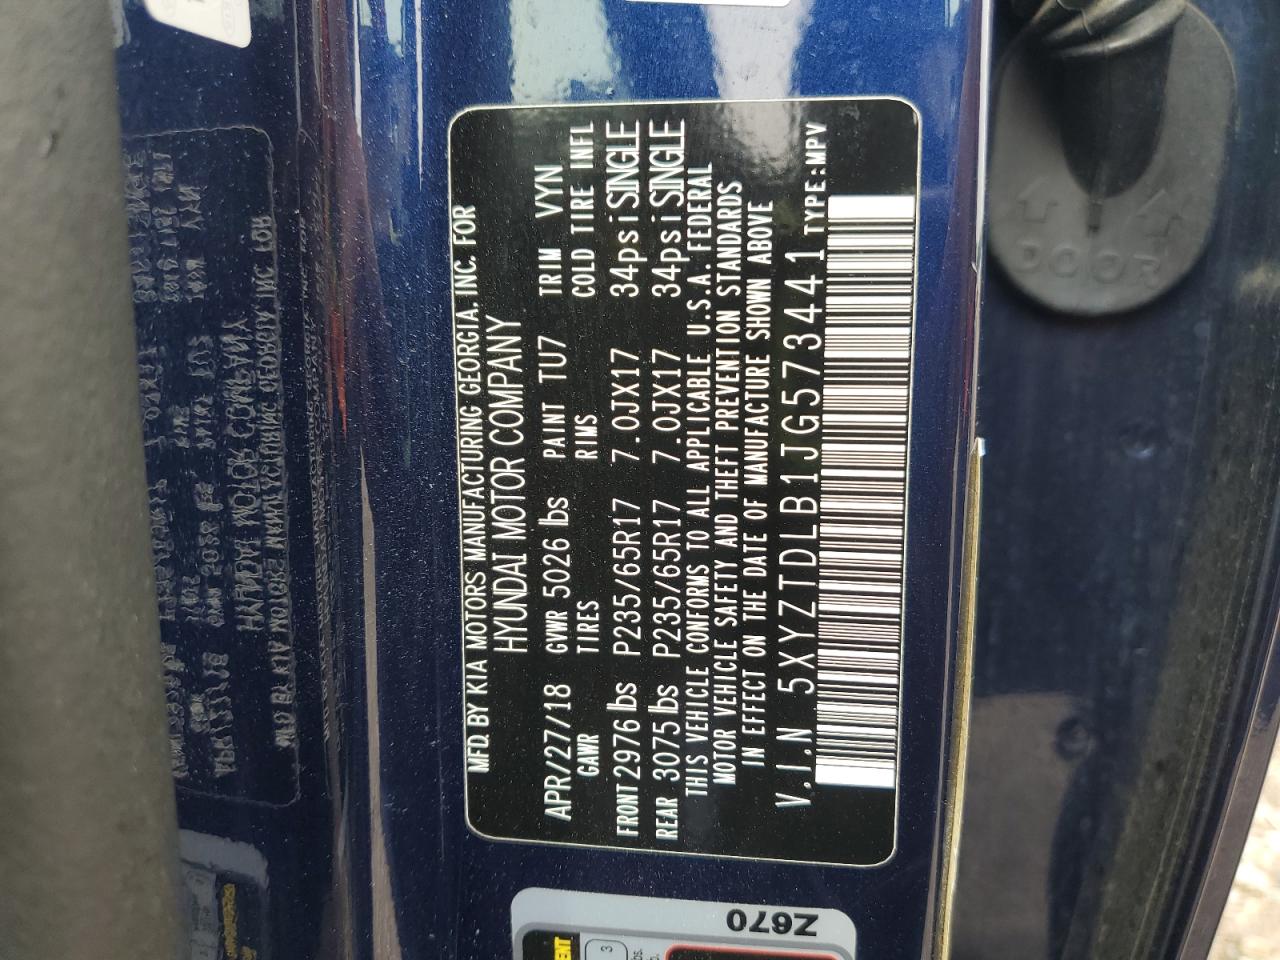 MFD. BY KIA MOTORS MANUFACTURING GEORGIA, INC. FOR
HYUNDAI MOTOR COMPANY
APR/27/18 GVWR 5026 lbs PAINT TU7 TRIM VYN
GAWR TIRES RIMS COLD TIRE INFL
FRONT 2976 lbs P235/65R17 7.0JX17 34psi SINGLE
REAR 3075 lbs P235/65R17 7.0JX17 34psi SINGLE
THIS VEHICLE CONFORMS TO ALL APPLICABLE U.S.A. FEDERAL
MOTOR VEHICLE SAFETY AND THEFT PREVENTION STANDARDS
IN EFFECT ON THE DATE OF MANUFACTURE SHOWN ABOVE
V.I.N 5XYZTDLB1JG573441 TYPE:MPV
DOOR
Z670
3